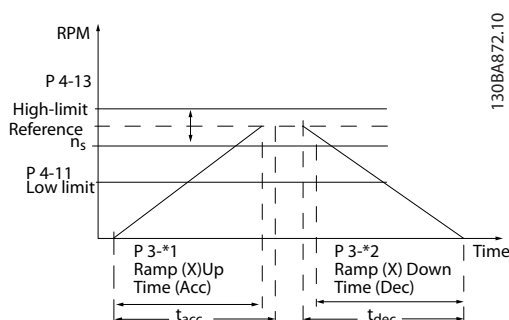 RPM
P 4-13
High-limit
Reference
ns
P 4-11
Low limit
Time
P 3-*1
Ramp (X)Up
Time (Acc)
P 3-*2
Ramp (X) Down
Time (Dec)
tacc
tdec
130BA872.10